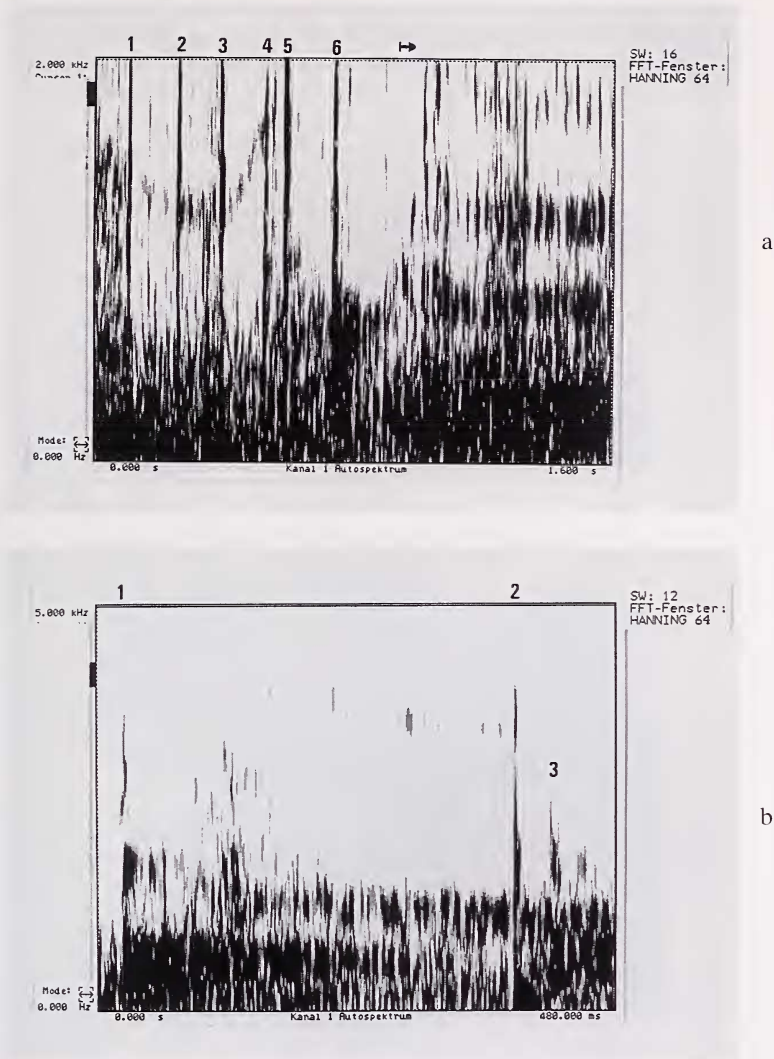 1 2 3 4 5 6
2.000 kHz
SW: 16
FFT-Fenster:
HANNING 64
a
Mode:
0.000 Hz
0.000 s Kanal 1 Autospektrum 1.600 s
1 2
5.000 kHz
SW: 12
FFT-Fenster:
HANNING 64
3
b
Mode:
0.000 Hz
0.000 s Kanal 1 Autospektrum 480.000 ms